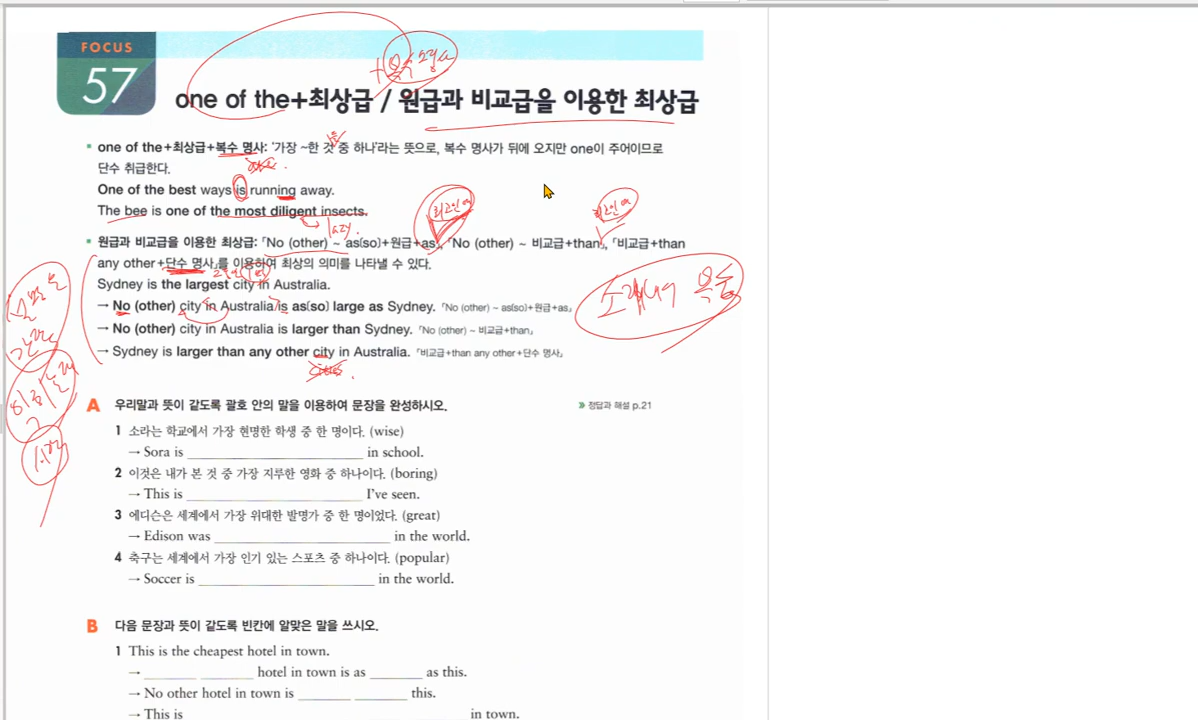 FOCUS
57
one of the+최상급 / 원급과 비교급을 이용한 최상급
one of the+최상급+복수 명사: '가장 ~한 것 중 하나'라는 뜻으로, 복수 명사가 뒤에 오지만 one이 주어이므로
단수 취급한다.
One of the best ways is running away.
The bee is one of the most diligent insects.
lazy
원급과 비교급을 이용한 최상급: 「No (other) ~ as(so)+원급+as」, 「No (other) ~ 비교급+than」, 「비교급+than
any other+단수 명사」를 이용하여 최상의 의미를 나타낼 수 있다.
Sydney is the largest city in Australia.
→ No (other) city in Australia is as(so) large as Sydney. 「No (other) ~ as(so)+원급+as」
→ No (other) city in Australia is larger than Sydney. 「No (other) ~ 비교급+than」
→ Sydney is larger than any other city in Australia. 「비교급+than any other+단수 명사」
A 우리말과 뜻이 같도록 괄호 안의 말을 이용하여 문장을 완성하시오.
» 정답과 해설 p.21
1 소라는 학교에서 가장 현명한 학생 중 한 명이다. (wise)
→ Sora is ____ in school.
2 이것은 내가 본 것 중 가장 지루한 영화 중 하나이다. (boring)
→ This is ____ I've seen.
3 에디슨은 세계에서 가장 위대한 발명가 중 한 명이었다. (great)
→ Edison was ____ in the world.
4 축구는 세계에서 가장 인기 있는 스포츠 중 하나이다. (popular)
→ Soccer is ____ in the world.
B 다음 문장과 뜻이 같도록 빈칸에 알맞은 말을 쓰시오.
1 This is the cheapest hotel in town.
→ ____ ____ hotel in town is as ____ as this.
→ No other hotel in town is ____ ____ this.
→ This is ____ in town.